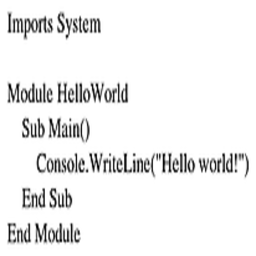 Imports System

Module HelloWorld
    Sub Main()
        Console.WriteLine("Hello world!")
    End Sub
End Module